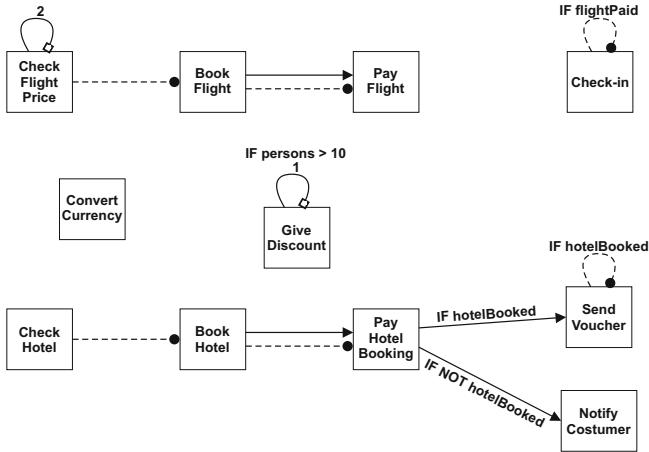 2
IF flightPaid
Check
Flight
Price
Book
Flight
Pay
Flight
Check-in
IF persons > 10
1
Convert
Currency
Give
Discount
IF hotelBooked
Check
Hotel
Book
Hotel
Pay
Hotel
Booking
IF hotelBooked
Send
Voucher
IF NOT hotelBooked
Notify
Costumer